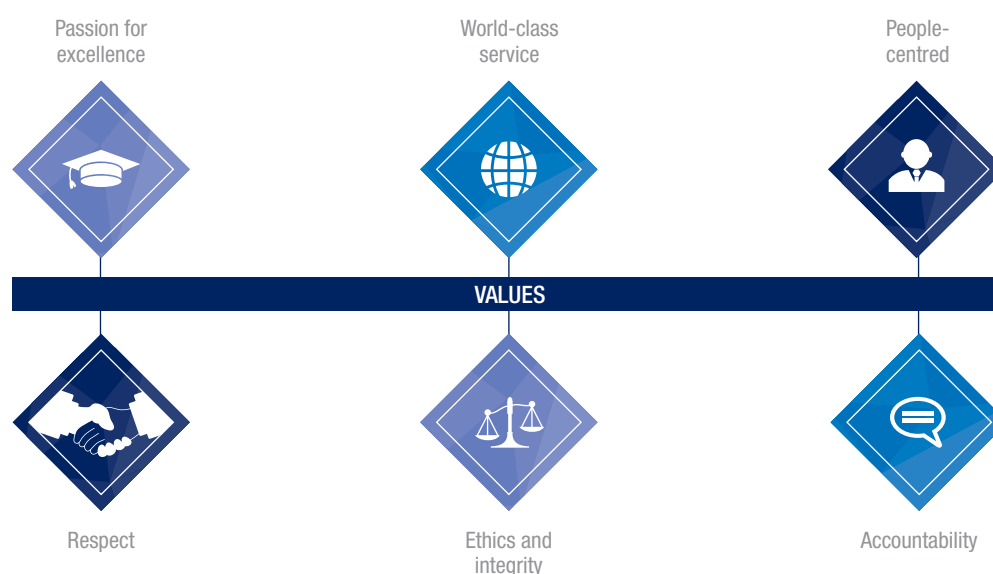 Passion for
excellence
World-class
service
People-
centred
VALUES
Respect
Ethics and
integrity
Accountability